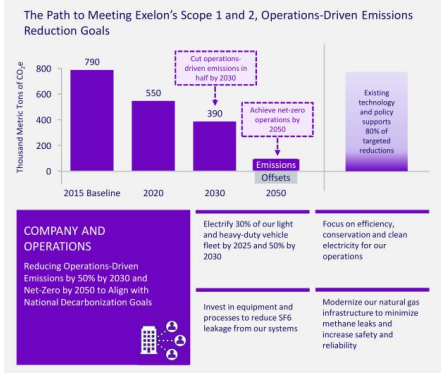 The Path to Meeting Exelon's Scope 1 and 2, Operations-Driven Emissions
Reduction Goals
Thousand Metric Tons of CO₂e
800
600
400
200
0
790
550
390
Cut operations-
driven emissions in
half by 2030
Achieve net-zero
operations by
2050
Emissions
Offsets
2015 Baseline
2020
2030
2050
Existing
technology
and policy
supports
80% of
targeted
reductions
COMPANY AND
OPERATIONS
Reducing Operations-Driven
Emissions by 50% by 2030 and
Net-Zero by 2050 to Align with
National Decarbonization Goals
Electrify 30% of our light
and heavy-duty vehicle
fleet by 2025 and 50% by
2030
Focus on efficiency,
conservation and clean
electricity for our
operations
Invest in equipment and
processes to reduce SF6
leakage from our systems
Modernize our natural gas
infrastructure to minimize
methane leaks and
increase safety and
reliability